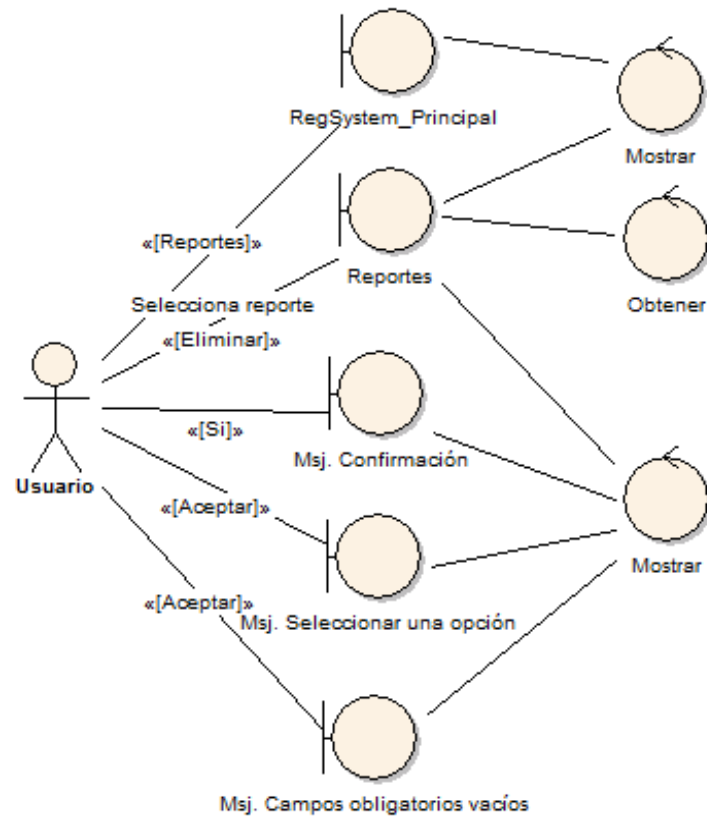 RegSystem_Principal
Mostrar
«[Reportes]»
Reportes
Obtener
Selecciona reporte
«[Eliminar]»
«[Si]»
Msj. Confirmación
Usuario
«[Aceptar]»
Mostrar
Msj. Seleccionar una opción
«[Aceptar]»
Msj. Campos obligatorios vacíos